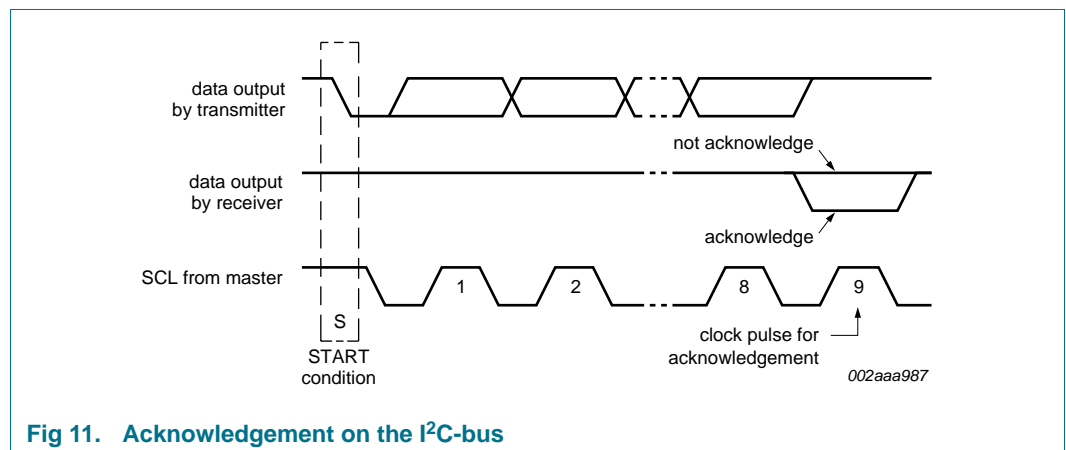 data output
by transmitter
not acknowledge
data output
by receiver
acknowledge
SCL from master
1
2
8
9
S
START
condition
clock pulse for
acknowledgement
002aaa987
Fig 11. Acknowledgement on the I²C-bus